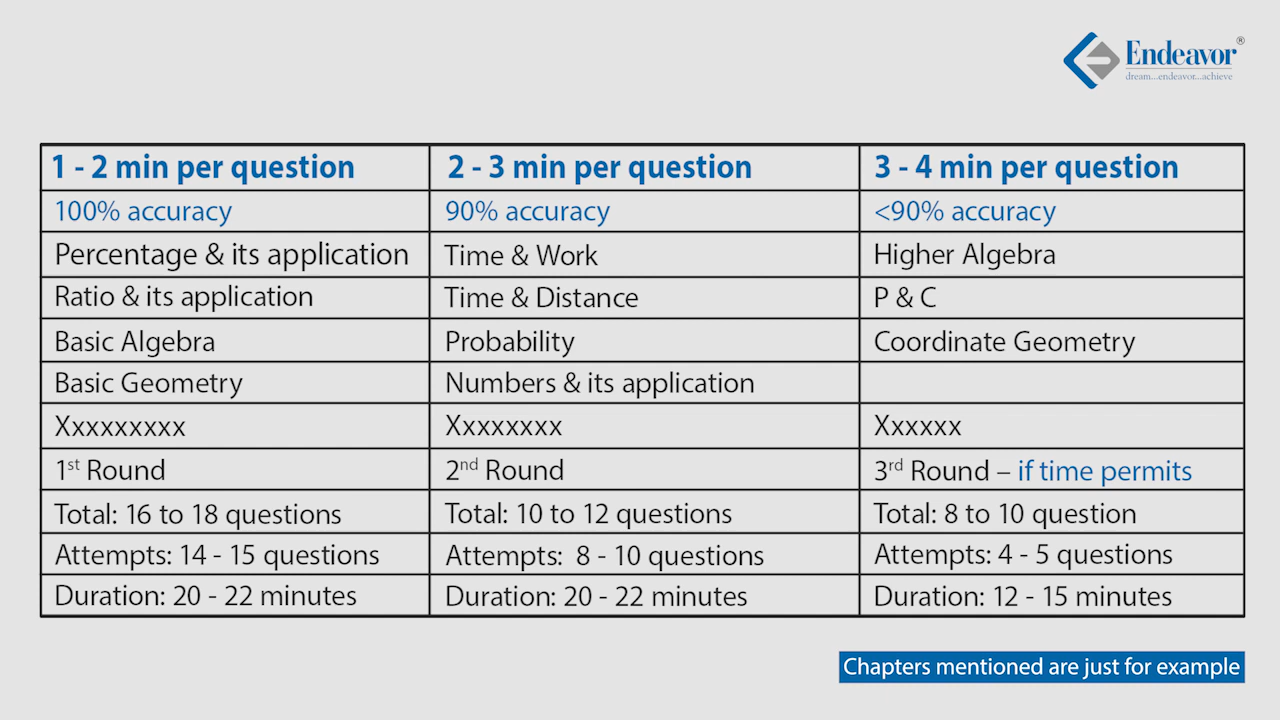 Endeavor®
dream...endeavor...achieve
1 - 2 min per question 2 - 3 min per question 3 - 4 min per question
100% accuracy 90% accuracy <90% accuracy
Percentage & its application Time & Work Higher Algebra
Ratio & its application Time & Distance P & C
Basic Algebra Probability Coordinate Geometry
Basic Geometry Numbers & its application
Xxxxxxxxx Xxxxxxxx Xxxxxx
1st Round 2nd Round 3rd Round – if time permits
Total: 16 to 18 questions Total: 10 to 12 questions Total: 8 to 10 question
Attempts: 14 - 15 questions Attempts: 8 - 10 questions Attempts: 4 - 5 questions
Duration: 20 - 22 minutes Duration: 20 - 22 minutes Duration: 12 - 15 minutes
Chapters mentioned are just for example